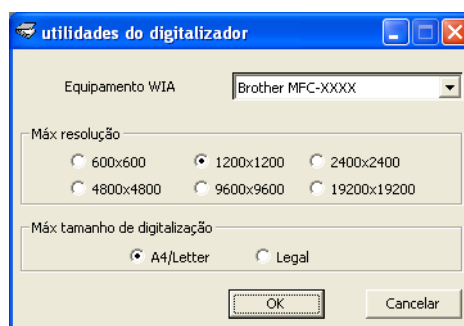 utilidades do digitalizador
Equipamento WIA Brother MFC-XXXX
Máx resolução
600x600 1200x1200 2400x2400
4800x4800 9600x9600 19200x19200
Máx tamanho de digitalização
A4/Letter Legal
OK Cancelar